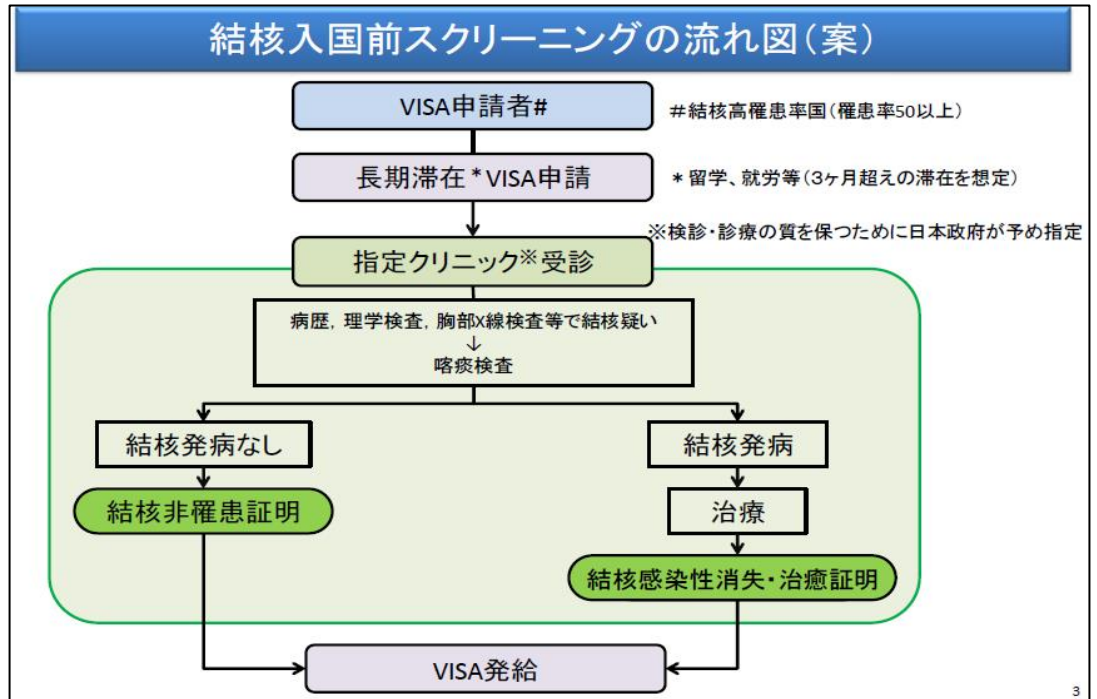 結核入国前スクリーニングの流れ図(案)
VISA申請者#
#結核高罹患率国(罹患率50以上)
長期滞在*VISA申請
*留学、就労等(3ヶ月超えの滞在を想定)
※検診・診療の質を保つために日本政府が予め指定
指定クリニック※受診
病歴, 理学検査, 胸部X線検査等で結核疑い
↓
喀痰検査
結核発病なし
結核発病
結核非罹患証明
治療
結核感染性消失・治癒証明
VISA発給
3